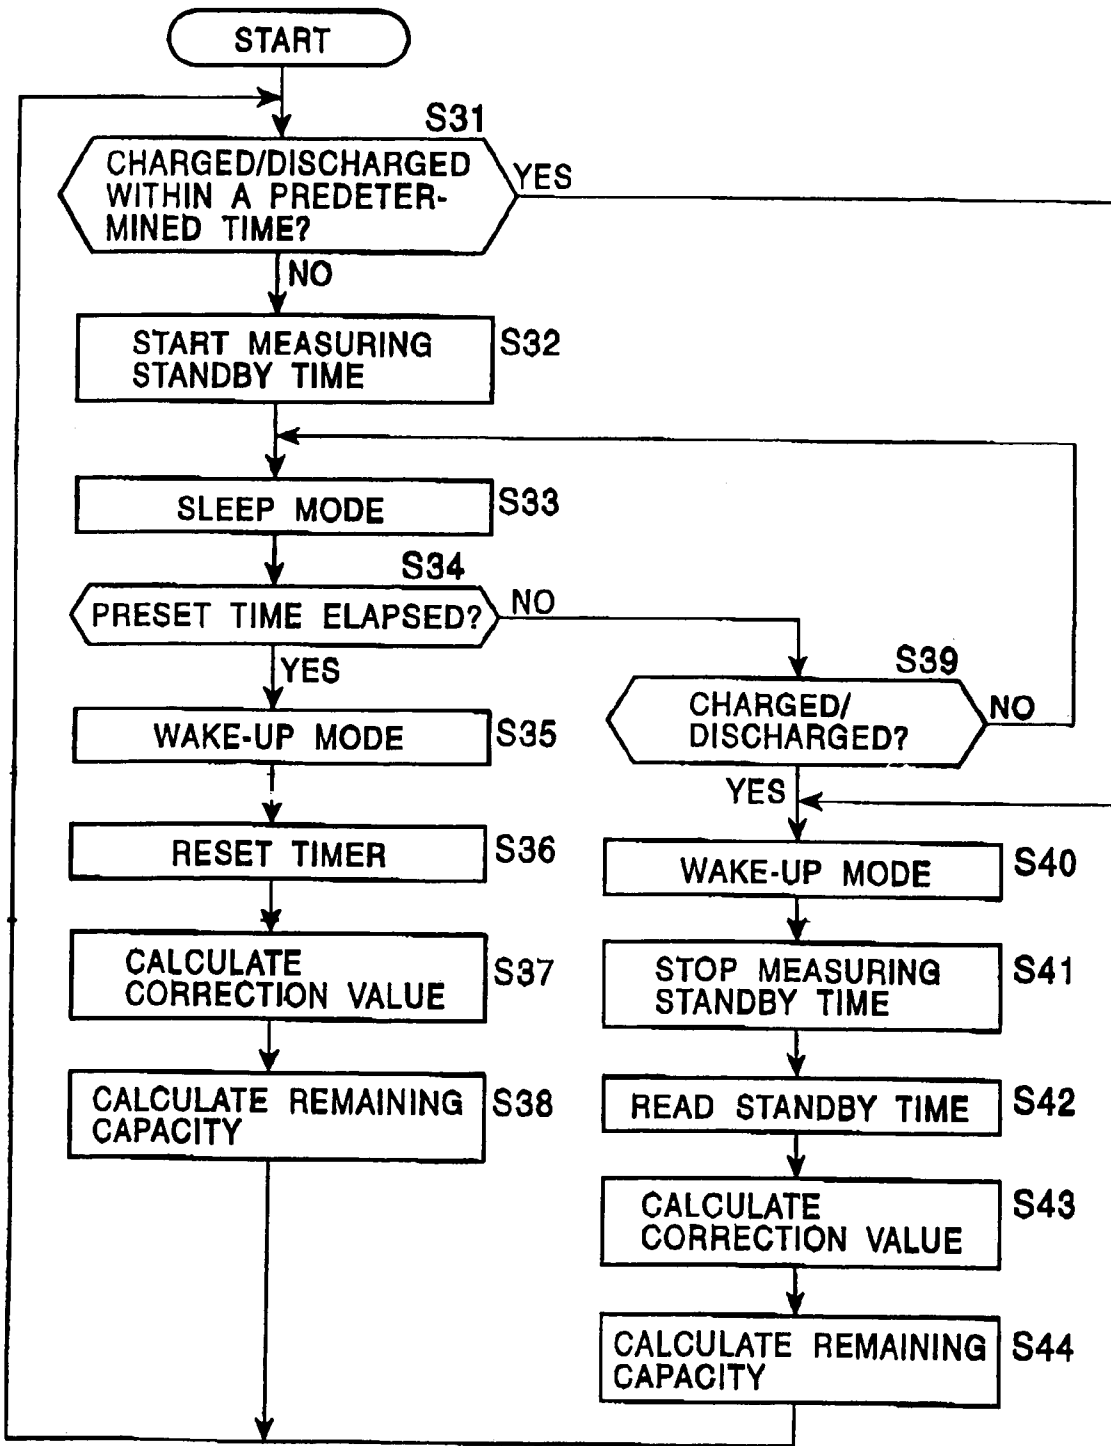 START
S31
CHARGED/DISCHARGED
WITHIN A PREDETER-
MINED TIME?
YES
NO
START MEASURING
STANDBY TIME
S32
SLEEP MODE
S33
S34
PRESET TIME ELAPSED?
NO
YES
S39
CHARGED/
DISCHARGED?
NO
YES
WAKE-UP MODE
S35
RESET TIMER
S36
CALCULATE
CORRECTION VALUE
S37
CALCULATE REMAINING
CAPACITY
S38
WAKE-UP MODE
S40
STOP MEASURING
STANDBY TIME
S41
READ STANDBY TIME
S42
CALCULATE
CORRECTION VALUE
S43
CALCULATE REMAINING
CAPACITY
S44